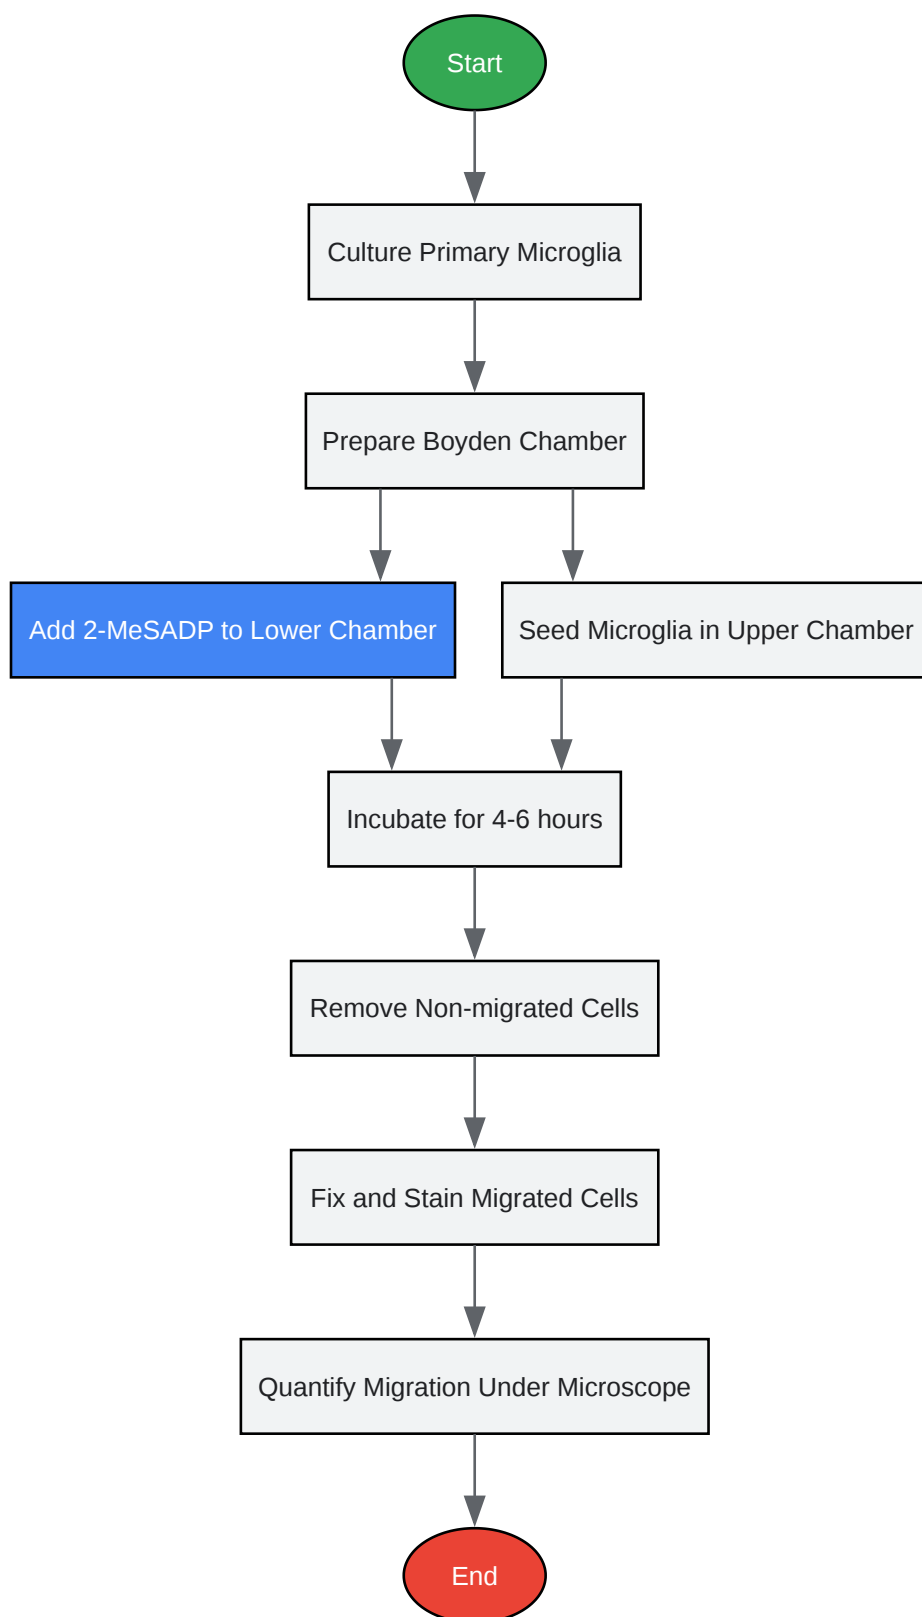 Start
Culture Primary Microglia
Prepare Boyden Chamber
Add 2-MeSADP to Lower Chamber
Seed Microglia in Upper Chamber
Incubate for 4-6 hours
Remove Non-migrated Cells
Fix and Stain Migrated Cells
Quantify Migration Under Microscope
End